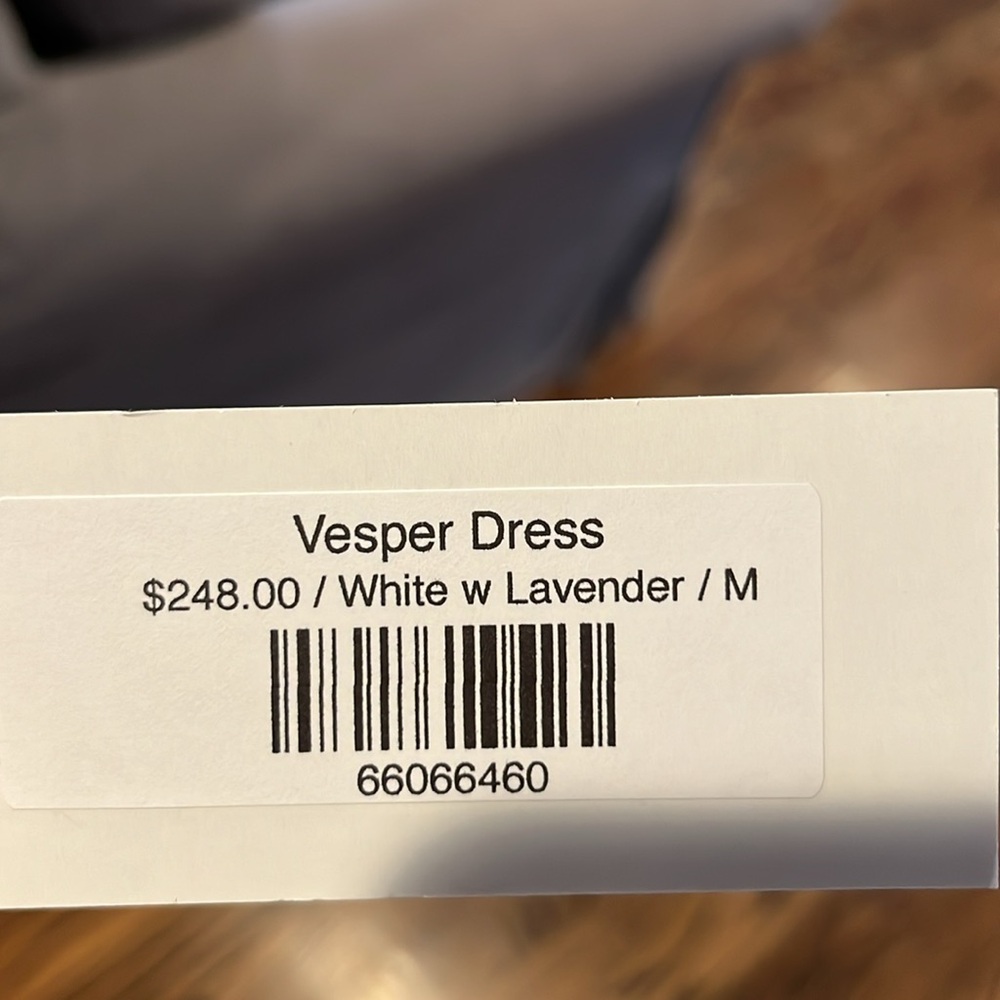 Vesper Dress
$248.00 / White w Lavender / M
66066460